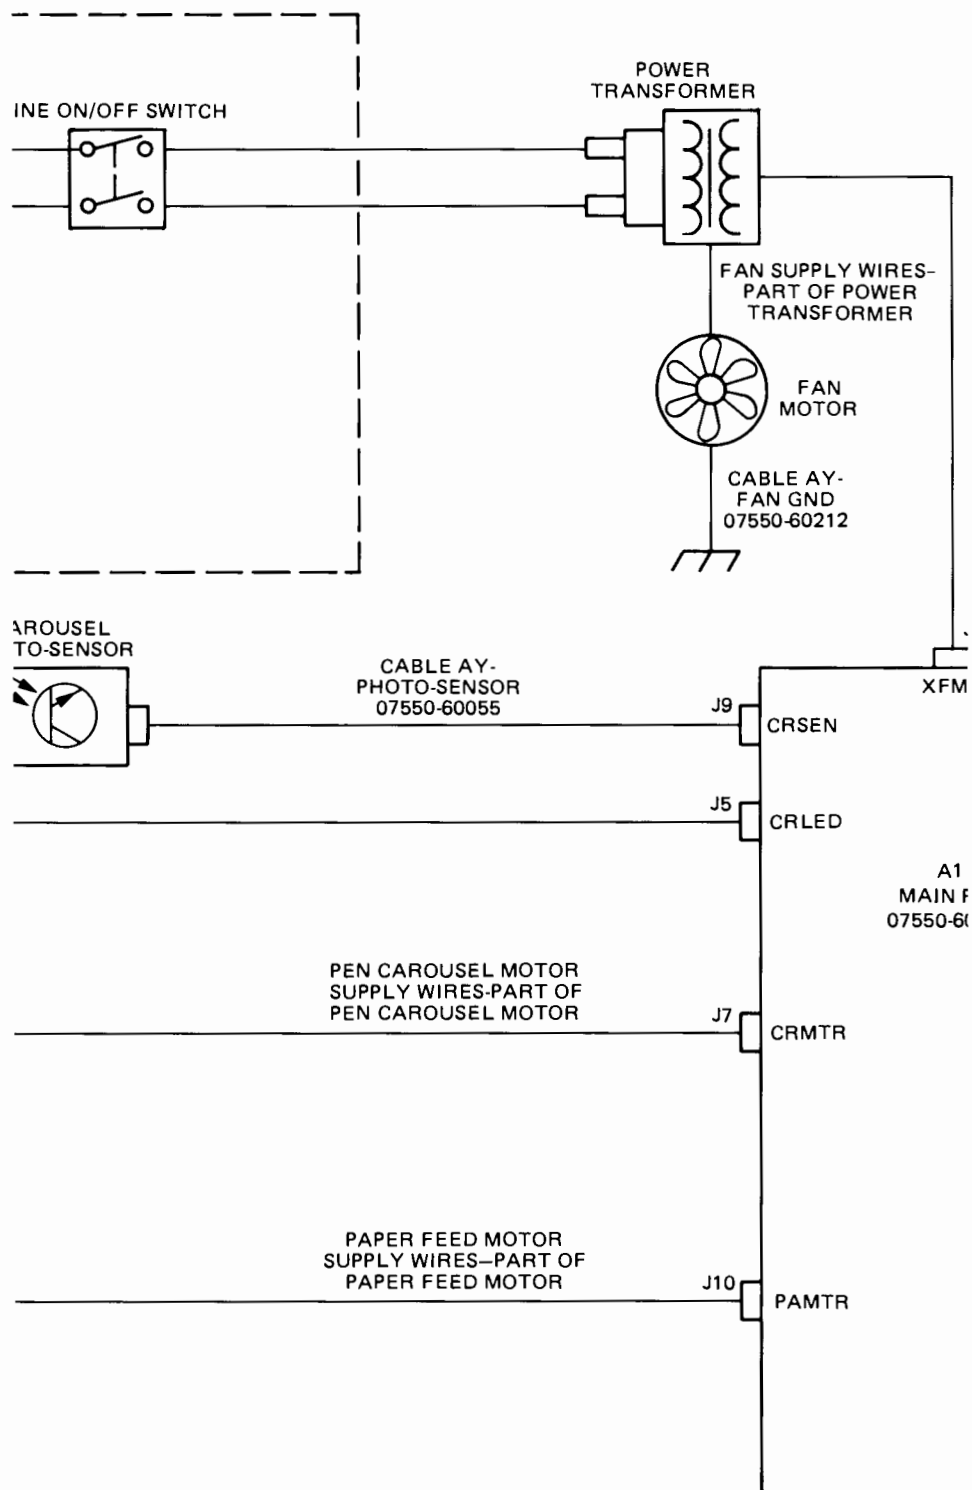 POWER
TRANSFORMER
INE ON/OFF SWITCH
FAN SUPPLY WIRES-
PART OF POWER
TRANSFORMER
FAN
MOTOR
CABLE AY-
FAN GND
07550-60212
AROUSEL
TO-SENSOR
CABLE AY-
PHOTO-SENSOR
07550-60055
XFM
J9
CRSEN
J5
CRLED
A1
MAIN
07550-60
PEN CAROUSEL MOTOR
SUPPLY WIRES-PART OF
PEN CAROUSEL MOTOR
J7
CRMTR
PAPER FEED MOTOR
SUPPLY WIRES–PART OF
PAPER FEED MOTOR
J10
PAMTR